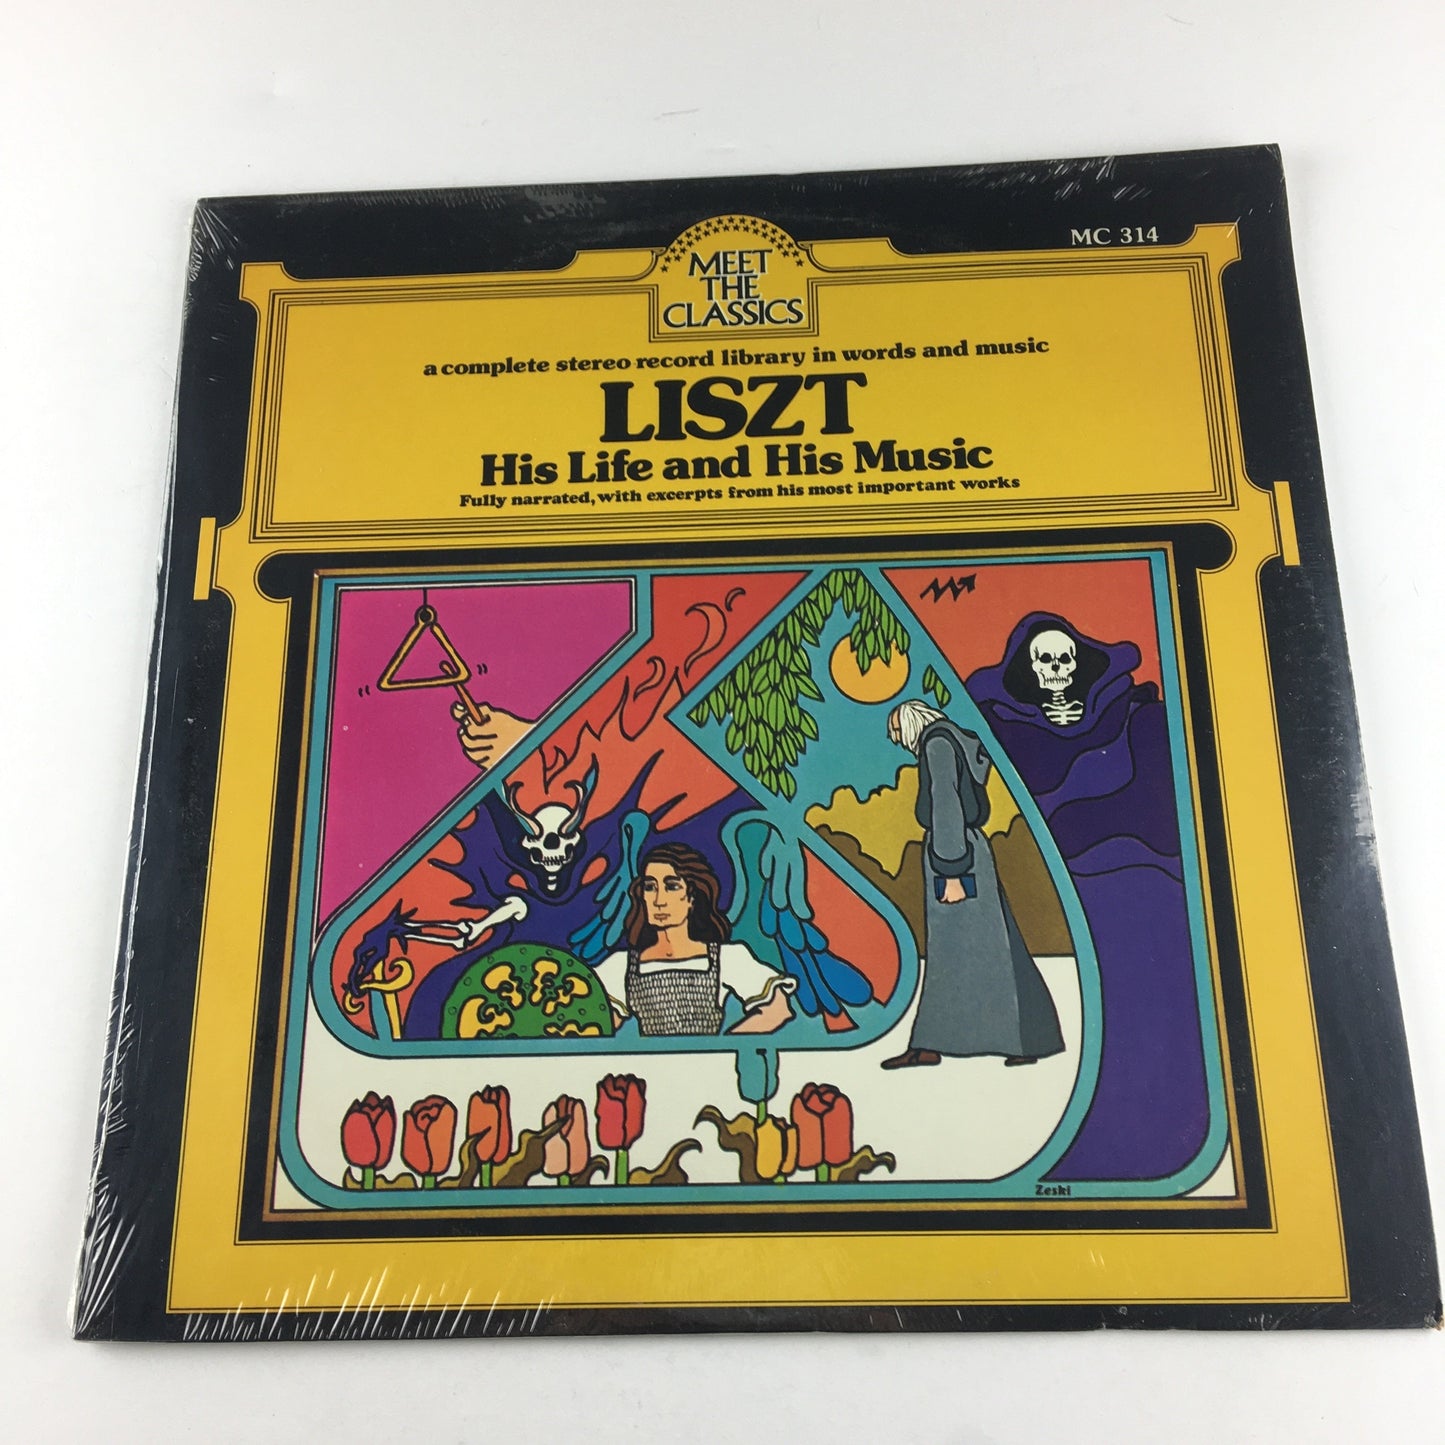 MC 314
MEET
THE
CLASSICS
a complete stereo record library in words and music
LISZT
His Life and His Music
Fully narrated, with excerpts from his most important works
Zeski